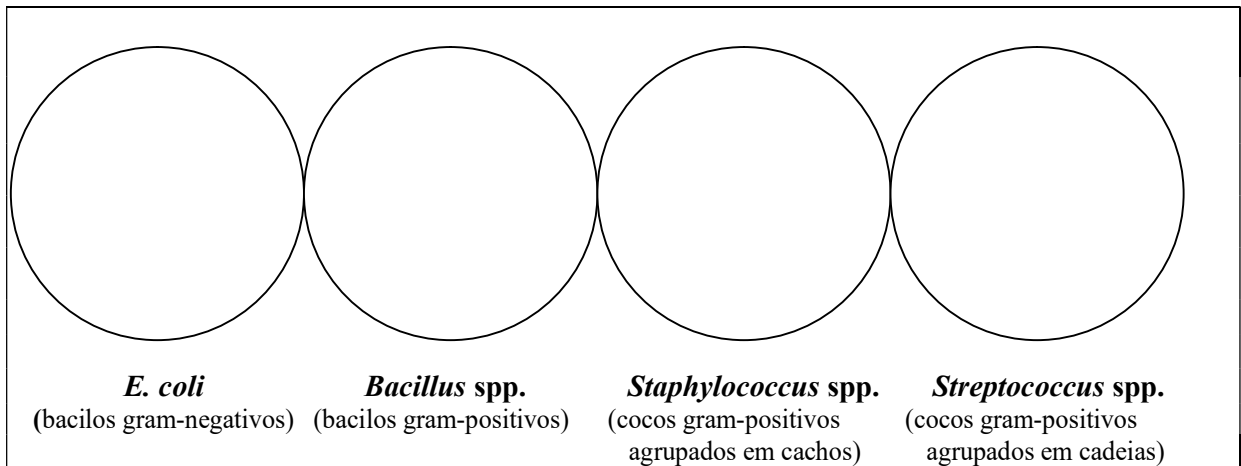 E. coli Bacillus spp. Staphylococcus spp. Streptococcus spp.
(bacilos gram-negativos) (bacilos gram-positivos) (cocos gram-positivos (cocos gram-positivos
agrupados em cachos) agrupados em cadeias)